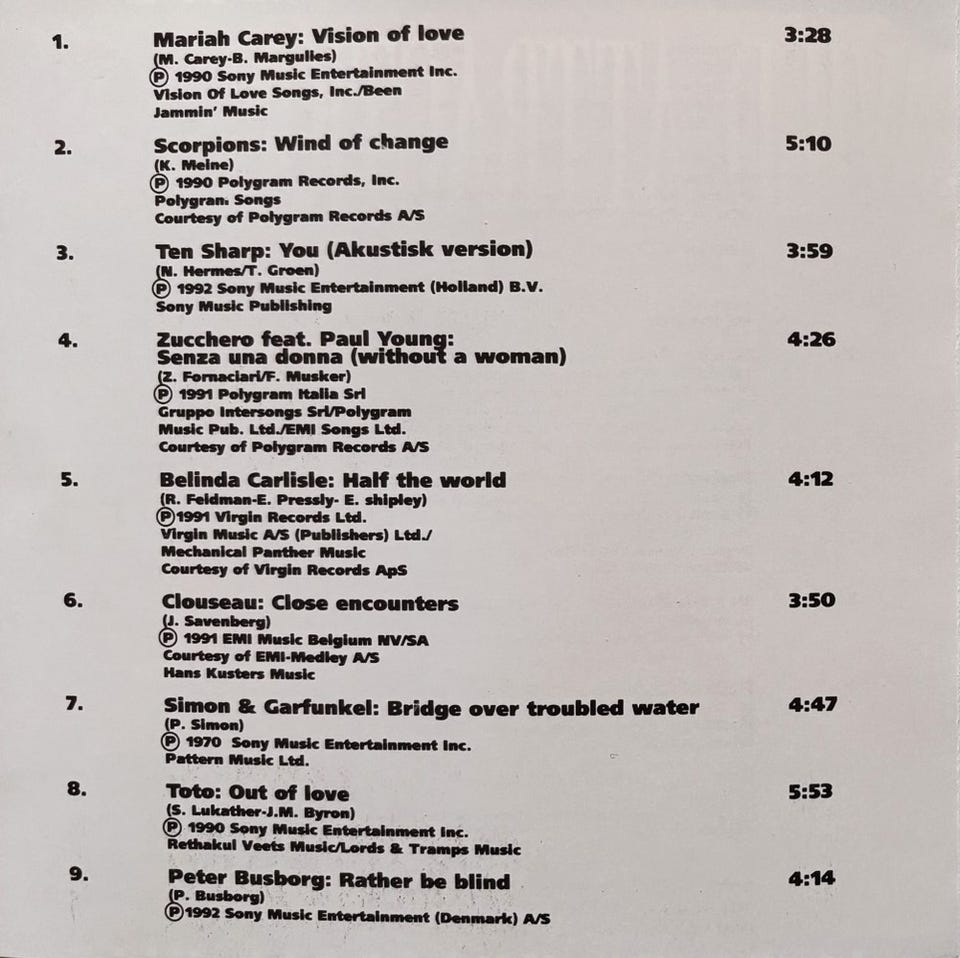 1. Mariah Carey: Vision of love 3:28
(M. Carey-B. Margulies)
Ⓟ 1990 Sony Music Entertainment Inc.
Vision Of Love Songs, Inc./Been
Jammin' Music
2. Scorpions: Wind of change 5:10
(K. Meine)
Ⓟ 1990 Polygram Records, Inc.
Polygram Songs
Courtesy of Polygram Records A/S
3. Ten Sharp: You (Akustisk version) 3:59
(N. Hermes/T. Groen)
Ⓟ 1992 Sony Music Entertainment (Holland) B.V.
Sony Music Publishing
4. Zucchero feat. Paul Young: 4:26
Senza una donna (without a woman)
(Z. Fornaciari/F. Musker)
Ⓟ 1991 Polygram Italia Srl
Gruppo Intersongs Srl/Polygram
Music Pub. Ltd./EMI Songs Ltd.
Courtesy of Polygram Records A/S
5. Belinda Carlisle: Half the world 4:12
(R. Feldman-E. Pressly- E. shipley)
Ⓟ1991 Virgin Records Ltd.
Virgin Music A/S (Publishers) Ltd./
Mechanical Panther Music
Courtesy of Virgin Records ApS
6. Clouseau: Close encounters 3:50
(J. Savenberg)
Ⓟ 1991 EMI Music Belgium NV/SA
Courtesy of EMI-Medley A/S
Hans Kusters Music
7. Simon & Garfunkel: Bridge over troubled water 4:47
(P. Simon)
Ⓟ 1970 Sony Music Entertainment Inc.
Pattern Music Ltd.
8. Toto: Out of love 5:53
(S. Lukather-J.M. Byron)
Ⓟ 1990 Sony Music Entertainment Inc.
Rethakul Veets Music/Lords & Tramps Music
9. Peter Busborg: Rather be blind 4:14
(P. Busborg)
Ⓟ1992 Sony Music Entertainment (Denmark) A/S